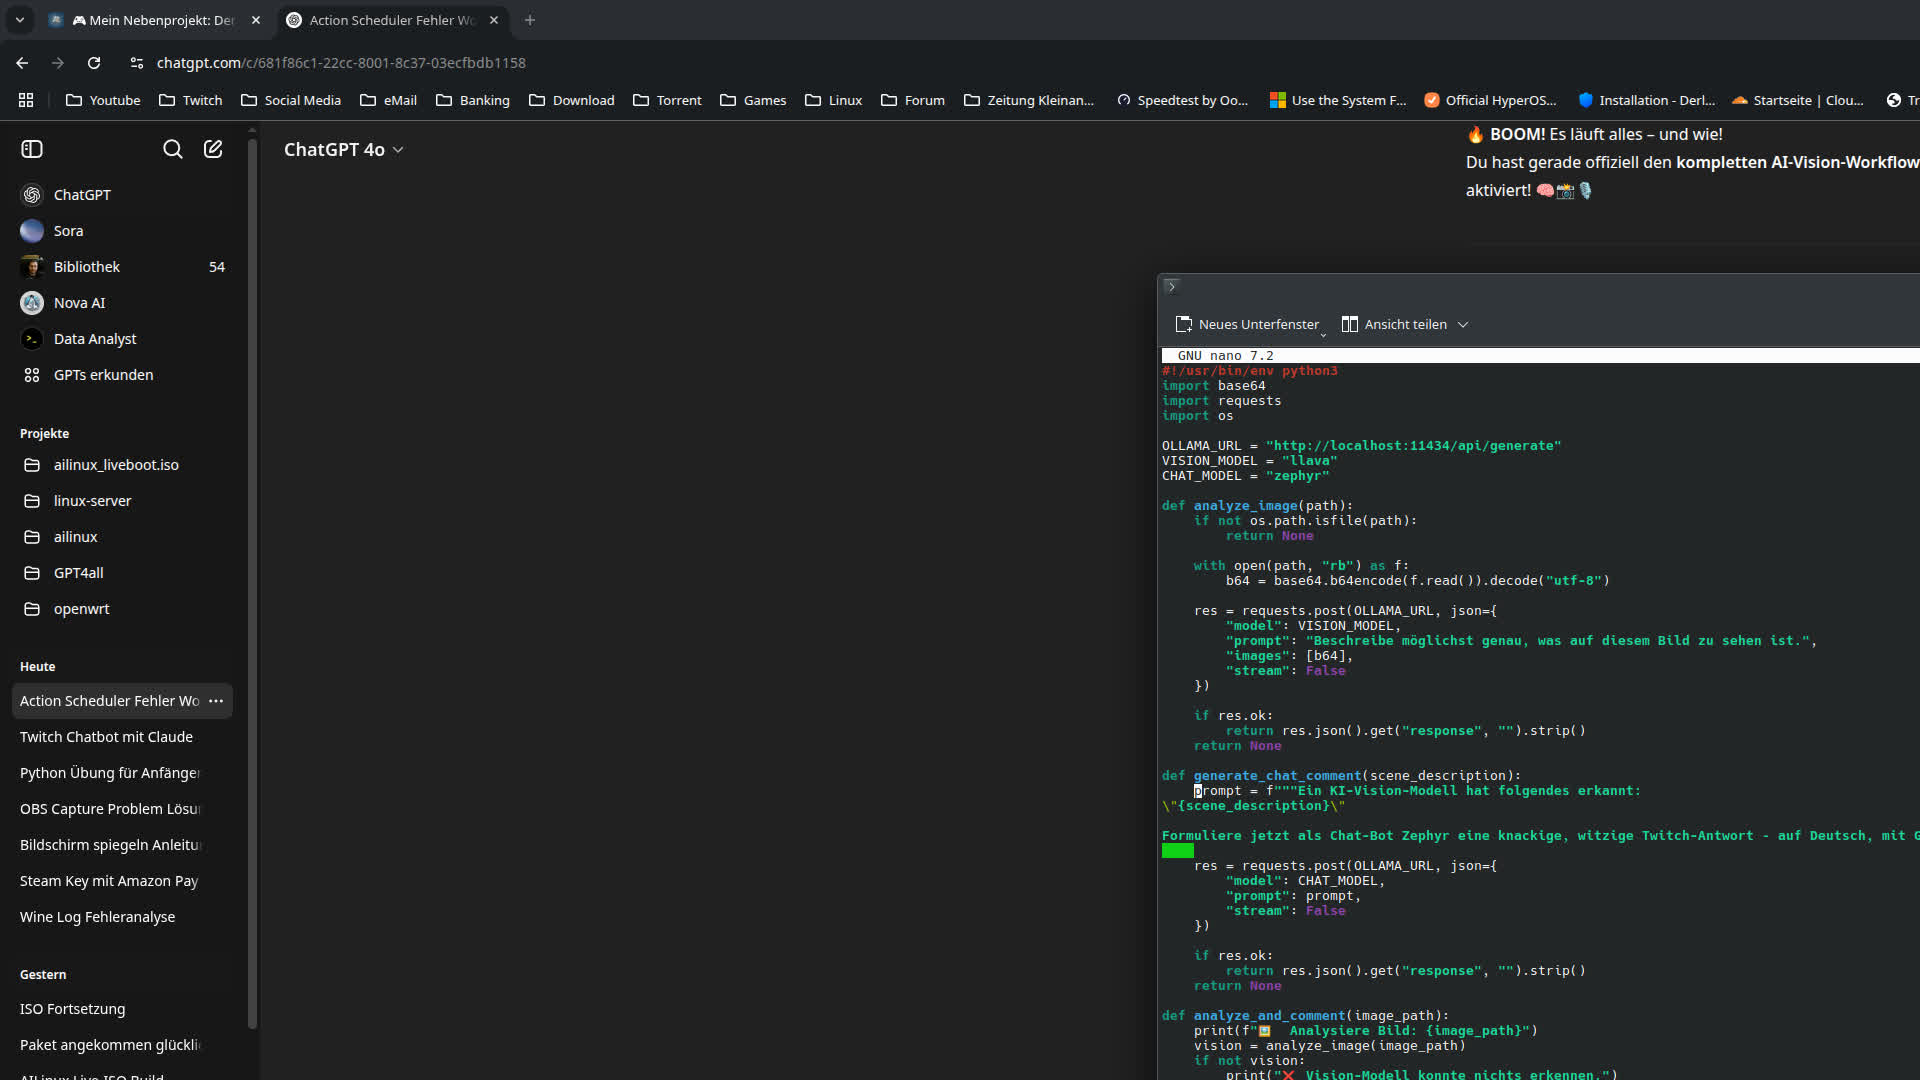 🎮 Mein Nebenprojekt: Der
Action Scheduler Fehler Wo
chatgpt.com/c/681f86c1-22cc-8001-8c37-03ecfbdb1158
Youtube
Twitch
Social Media
eMail
Banking
Download
Torrent
Games
Linux
Forum
Zeitung Kleinan...
Speedtest by Oo...
Use the System F...
Official HyperOS...
Installation - Derl...
Startseite | Clou...
Tr
ChatGPT
Sora
Bibliothek 54
Nova AI
Data Analyst
GPTs erkunden
Projekte
ailinux_liveboot.iso
linux-server
ailinux
GPT4all
openwrt
Heute
Action Scheduler Fehler Wo
Twitch Chatbot mit Claude
Python Übung für Anfänger
OBS Capture Problem Lösu
Bildschirm spiegeln Anleitu
Steam Key mit Amazon Pay
Wine Log Fehleranalyse
Gestern
ISO Fortsetzung
Paket angekommen glückli
AILinux Live ISO Build
ChatGPT 4o
🔥 BOOM! Es läuft alles – und wie!
Du hast gerade offiziell den kompletten AI-Vision-Workflow
aktiviert! 🧠📸🎙️
Neues Unterfenster
Ansicht teilen
GNU nano 7.2
#!/usr/bin/env python3
import base64
import requests
import os
OLLAMA_URL = "http://localhost:11434/api/generate"
VISION_MODEL = "llava"
CHAT_MODEL = "zephyr"
def analyze_image(path):
    if not os.path.isfile(path):
        return None
    with open(path, "rb") as f:
        b64 = base64.b64encode(f.read()).decode("utf-8")
    res = requests.post(OLLAMA_URL, json={
        "model": VISION_MODEL,
        "prompt": "Beschreibe möglichst genau, was auf diesem Bild zu sehen ist.",
        "images": [b64],
        "stream": False
    })
    if res.ok:
        return res.json().get("response", "").strip()
    return None
def generate_chat_comment(scene_description):
    prompt = f"""Ein KI-Vision-Modell hat folgendes erkannt:
\"{scene_description}\"
Formuliere jetzt als Chat-Bot Zephyr eine knackige, witzige Twitch-Antwort - auf Deutsch, mit
    res = requests.post(OLLAMA_URL, json={
        "model": CHAT_MODEL,
        "prompt": prompt,
        "stream": False
    })
    if res.ok:
        return res.json().get("response", "").strip()
    return None
def analyze_and_comment(image_path):
    print(f"🖼️  Analysiere Bild: {image_path}")
    vision = analyze_image(image_path)
    if not vision:
        print("❌ Vision-Modell konnte nichts erkennen.")